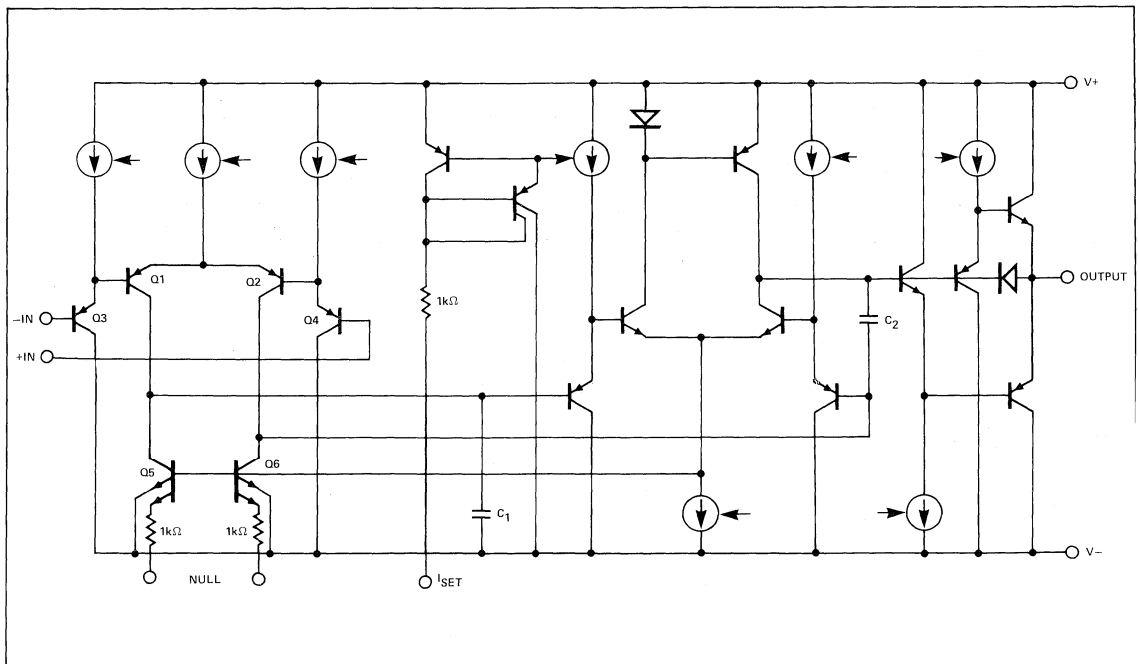 V+
Q1
Q2
1kΩ
OUTPUT
−IN
Q3
Q4
C2
+IN
Q5
Q6
C1
1kΩ
1kΩ
V−
NULL
ISET